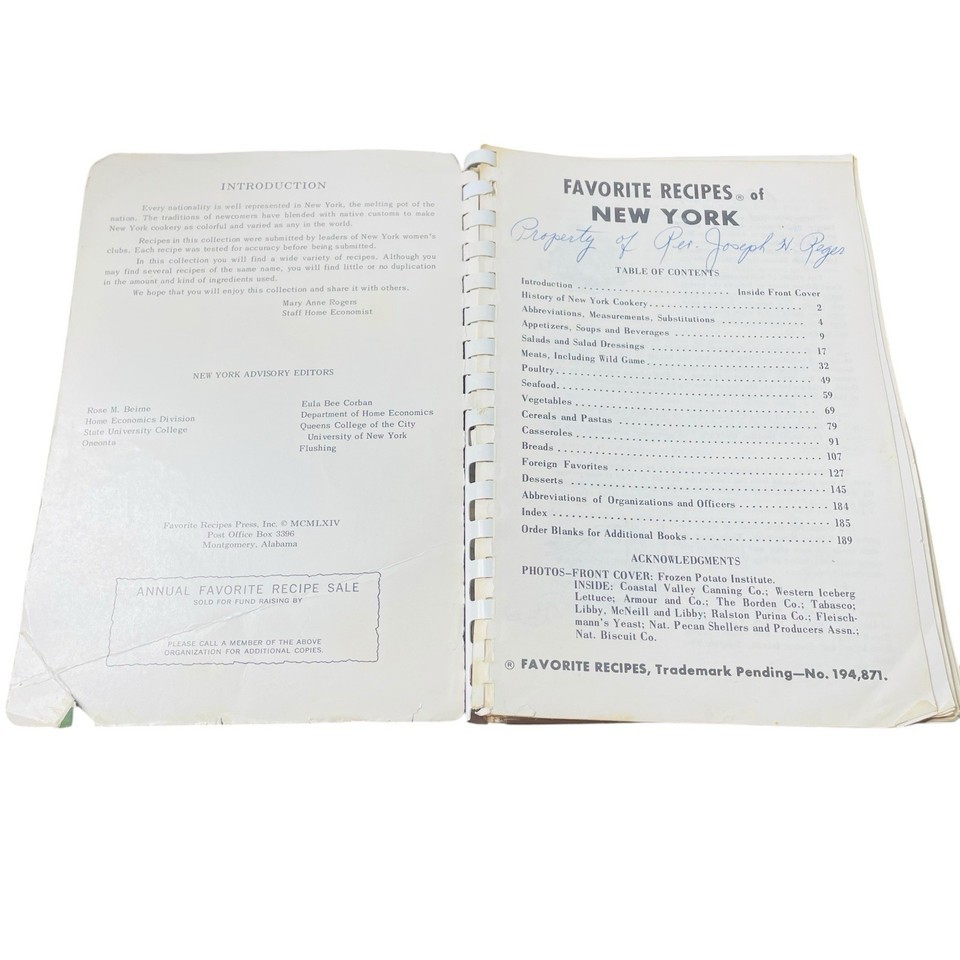 INTRODUCTION
Every nationality is well represented in New York, the melting pot of the
nation. The traditions of newcomers have blended with native customs to make
New York cookery as colorful and varied as any in the world.
Recipes in this collection were submitted by leaders of New York women's
clubs. Each recipe was tested for accuracy before being submitted.
In this collection you will find a wide variety of recipes. Although you
may find several recipes of the same name, you will find little or no duplication
in the amount and kind of ingredients used.
We hope that you will enjoy this collection and share it with others.
Mary Anne Rogers
Staff Home Economist
NEW YORK ADVISORY EDITORS
Rose M. Beirne
Home Economics Division
State University College
Oneonta
Eula Bee Corban
Department of Home Economics
Queens College of the City
University of New York
Flushing
Favorite Recipes Press, Inc. © MCMLXIV
Post Office Box 3396
Montgomery, Alabama
ANNUAL FAVORITE RECIPE SALE
SOLD FOR FUND RAISING BY
PLEASE CALL A MEMBER OF THE ABOVE
ORGANIZATION FOR ADDITIONAL COPIES.
FAVORITE RECIPES ® of
NEW YORK
Property of Rev. Joseph H. Reger
TABLE OF CONTENTS
Introduction . . . . . . . . . . . . . . . . . . . . . . . . . Inside Front Cover
History of New York Cookery . . . . . . . . . . . . . . . . . . . . . . . . . 2
Abbreviations, Measurements, Substitutions . . . . . . . . . . . . . . 4
Appetizers, Soups and Beverages . . . . . . . . . . . . . . . . . . . . . 9
Salads and Salad Dressings . . . . . . . . . . . . . . . . . . . . . . . . 17
Meats, Including Wild Game . . . . . . . . . . . . . . . . . . . . . . . . 32
Poultry . . . . . . . . . . . . . . . . . . . . . . . . . . . . . . . . . . . . . 49
Seafood . . . . . . . . . . . . . . . . . . . . . . . . . . . . . . . . . . . . . 59
Vegetables . . . . . . . . . . . . . . . . . . . . . . . . . . . . . . . . . . . 69
Cereals and Pastas . . . . . . . . . . . . . . . . . . . . . . . . . . . . . 79
Casseroles . . . . . . . . . . . . . . . . . . . . . . . . . . . . . . . . . . . 91
Breads . . . . . . . . . . . . . . . . . . . . . . . . . . . . . . . . . . . . . 107
Foreign Favorites . . . . . . . . . . . . . . . . . . . . . . . . . . . . . 127
Desserts . . . . . . . . . . . . . . . . . . . . . . . . . . . . . . . . . . . 145
Abbreviations of Organizations and Officers . . . . . . . . . . . . . . 184
Index . . . . . . . . . . . . . . . . . . . . . . . . . . . . . . . . . . . . . . 185
Order Blanks for Additional Books . . . . . . . . . . . . . . . . . . . . 189
ACKNOWLEDGMENTS
PHOTOS—FRONT COVER: Frozen Potato Institute.
INSIDE: Coastal Valley Canning Co.; Western Iceberg
Lettuce; Armour and Co.; The Borden Co.; Tabasco;
Libby, McNeill and Libby; Ralston Purina Co.; Fleisch-
mann's Yeast; Nat. Pecan Shellers and Producers Assn.;
Nat. Biscuit Co.
® FAVORITE RECIPES, Trademark Pending—No. 194,871.